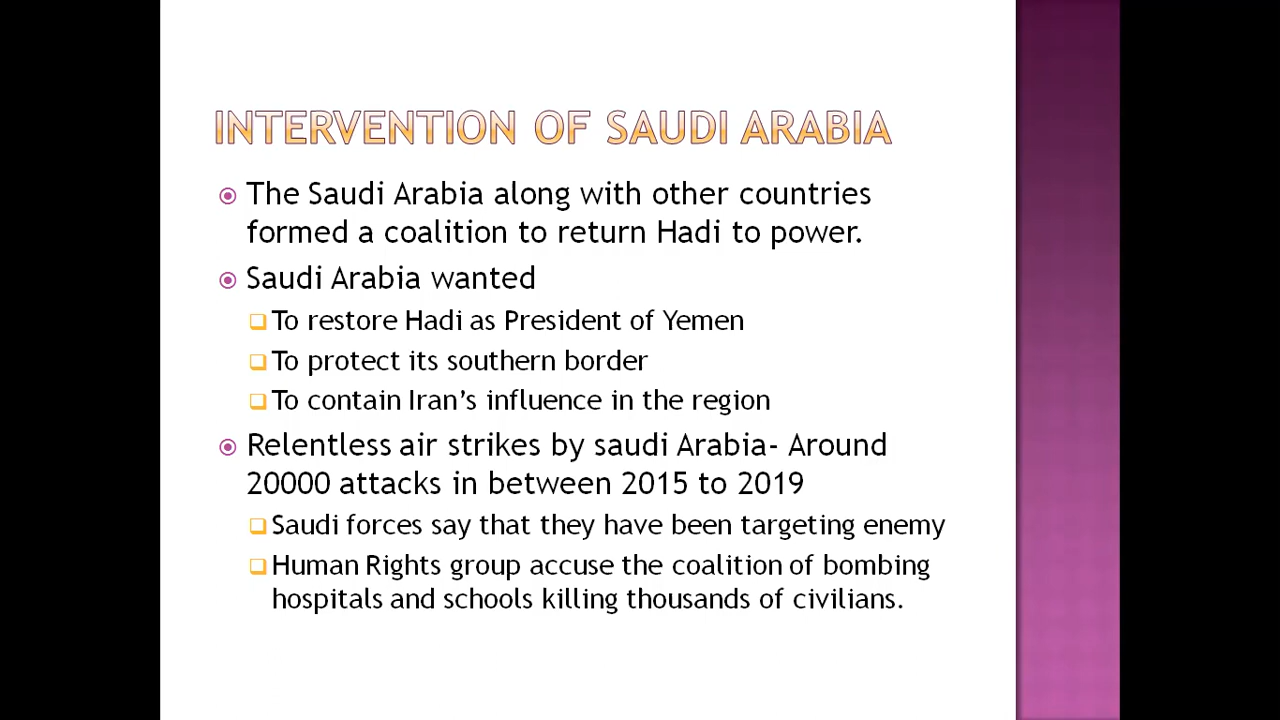 INTERVENTION OF SAUDI ARABIA
The Saudi Arabia along with other countries
formed a coalition to return Hadi to power.
Saudi Arabia wanted
To restore Hadi as President of Yemen
To protect its southern border
To contain Iran’s influence in the region
Relentless air strikes by saudi Arabia- Around
20000 attacks in between 2015 to 2019
Saudi forces say that they have been targeting enemy
Human Rights group accuse the coalition of bombing
hospitals and schools killing thousands of civilians.